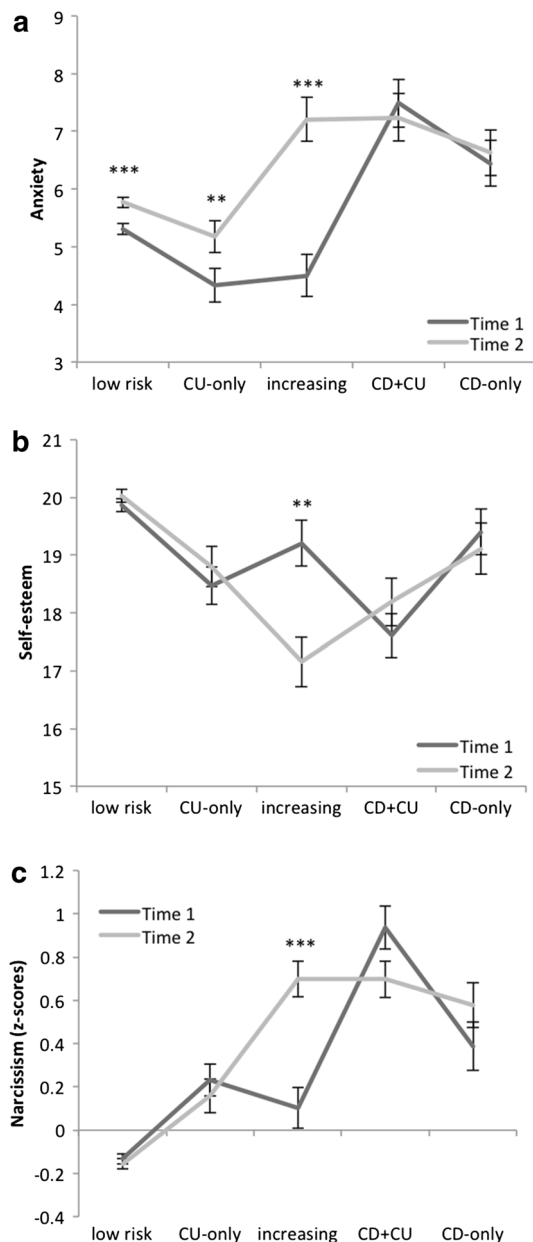 a
9
8
7
6
5
4
3
Anxiety
***
**
***
Time 1
Time 2
low risk CU-only increasing CD+CU CD-only
b
21
20
19
18
17
16
15
Self-esteem
**
Time 1
Time 2
low risk CU-only increasing CD+CU CD-only
c
1.2
1
0.8
0.6
0.4
0.2
0
-0.2
-0.4
Narcissism (z-scores)
Time 1
Time 2
***
low risk CU-only increasing CD+CU CD-only